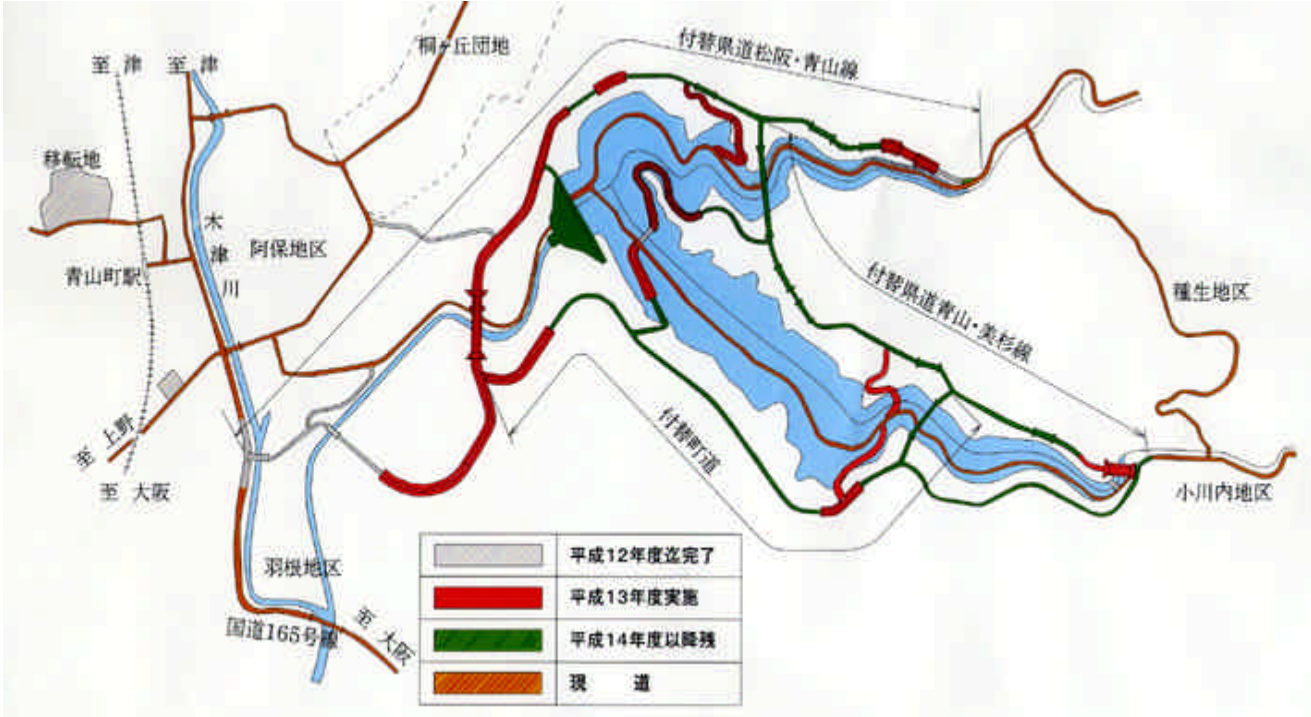 桐ヶ丘団地
付替県道松阪・青山線
至 津
至 津
移転地
木津川
阿保地区
青山町駅
付替県道青山・美杉線
種生地区
付替町道
至 上野
至 大阪
小川内地区
羽根地区
国道165号線
至 大阪
平成12年度迄完了
平成13年度実施
平成14年度以降残
現 道